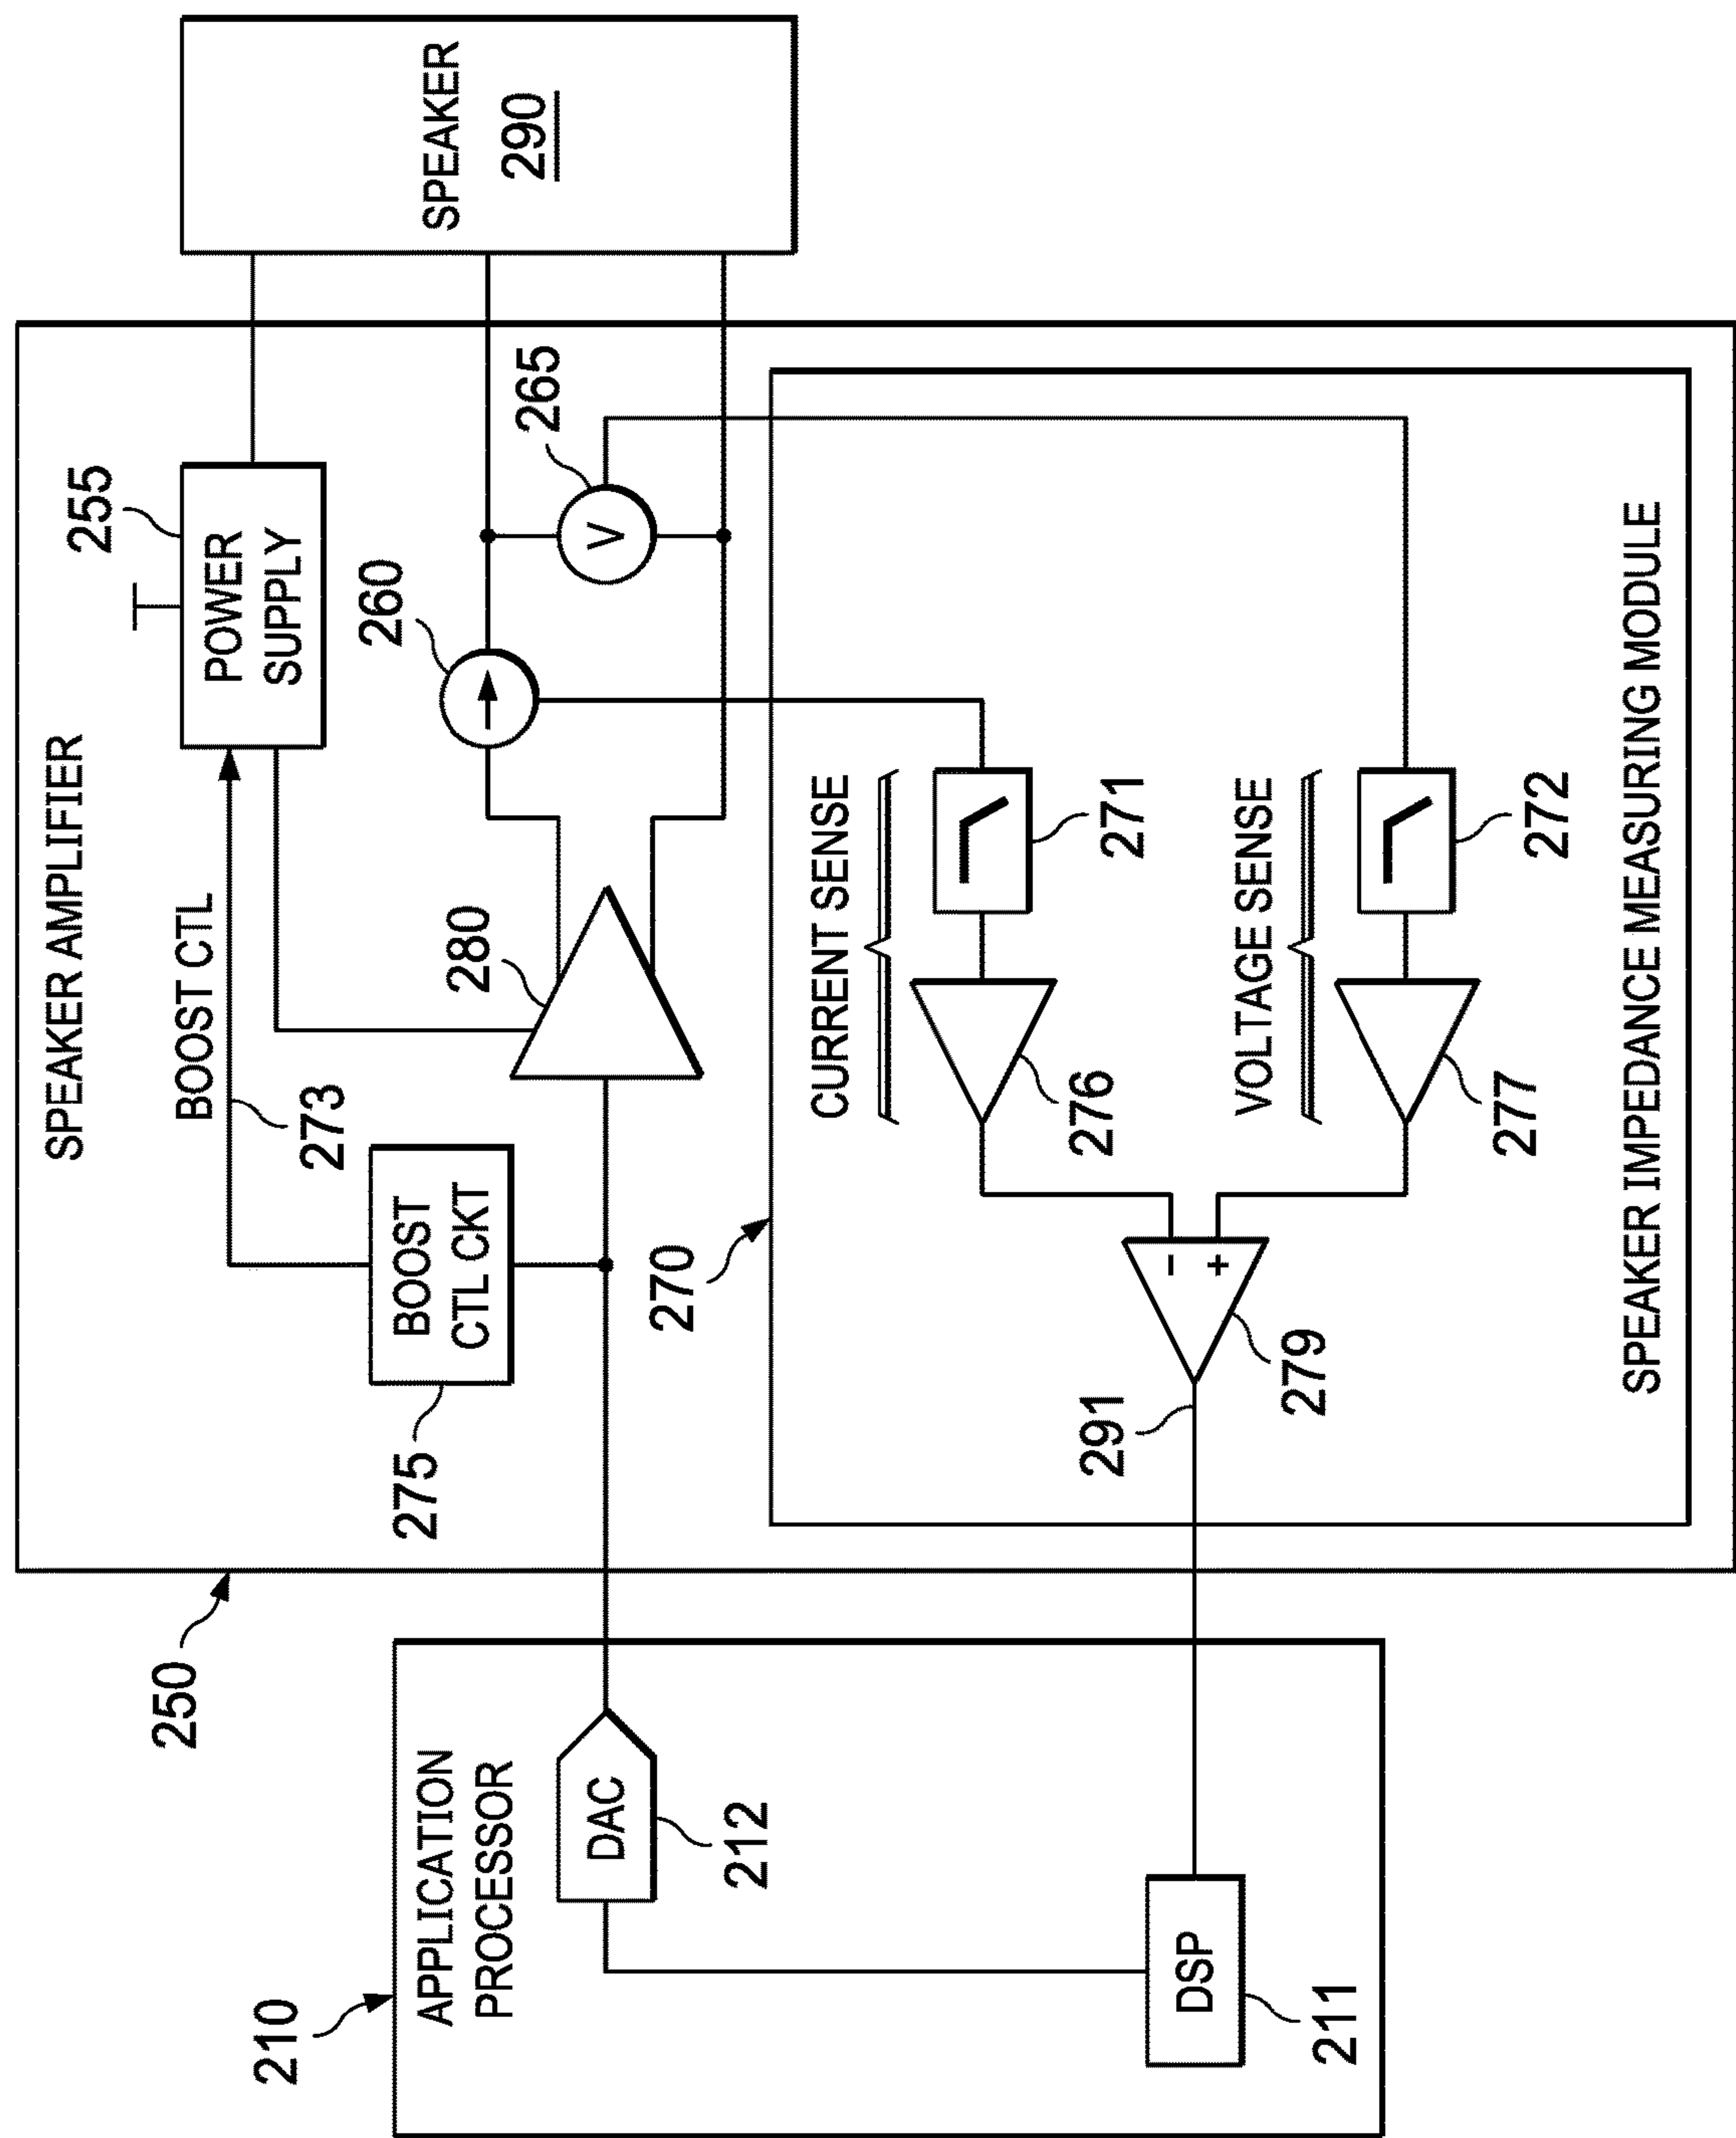 210
APPLICATION
PROCESSOR
DAC
212
DSP
211
250
SPEAKER AMPLIFIER
BOOST CTL
273
BOOST
CTL CKT
275
POWER
SUPPLY
255
280
260
V
265
270
CURRENT SENSE
271
276
VOLTAGE SENSE
272
277
−
+
279
291
SPEAKER IMPEDANCE MEASURING MODULE
SPEAKER
290